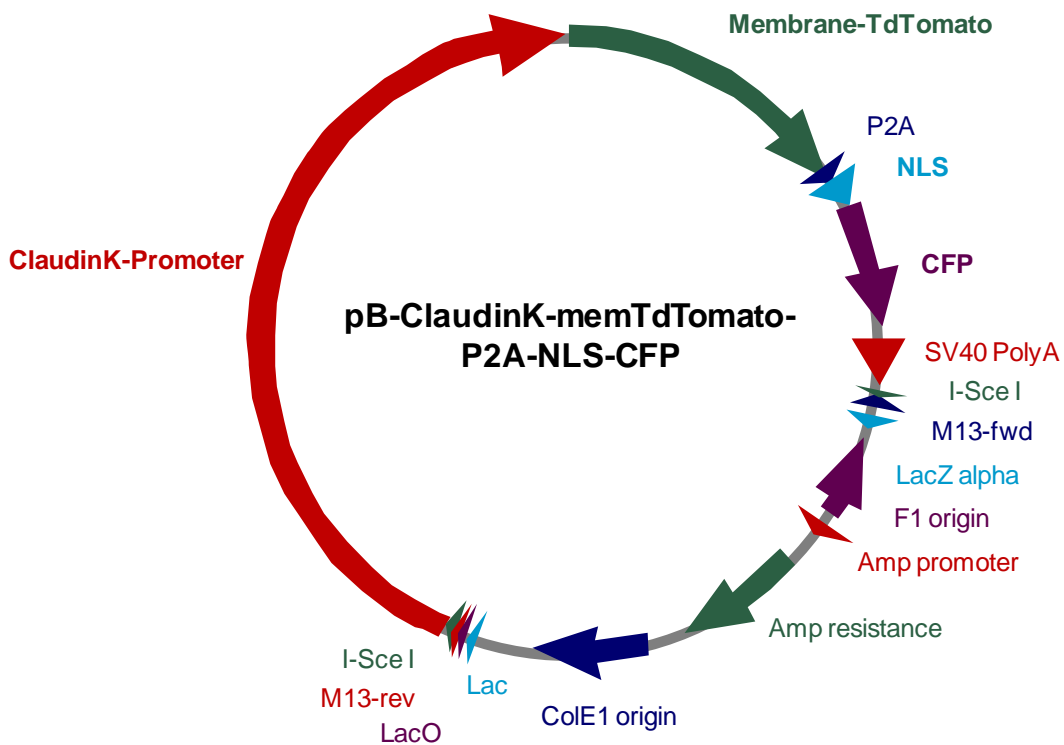 Membrane-TdTomato
P2A
NLS
ClaudinK-Promoter
CFP
pB-ClaudinK-memTdTomato-
P2A-NLS-CFP
SV40 PolyA
I-Sce I
M13-fwd
LacZ alpha
F1 origin
Amp promoter
Amp resistance
I-Sce I
M13-rev
Lac
LacO
ColE1 origin